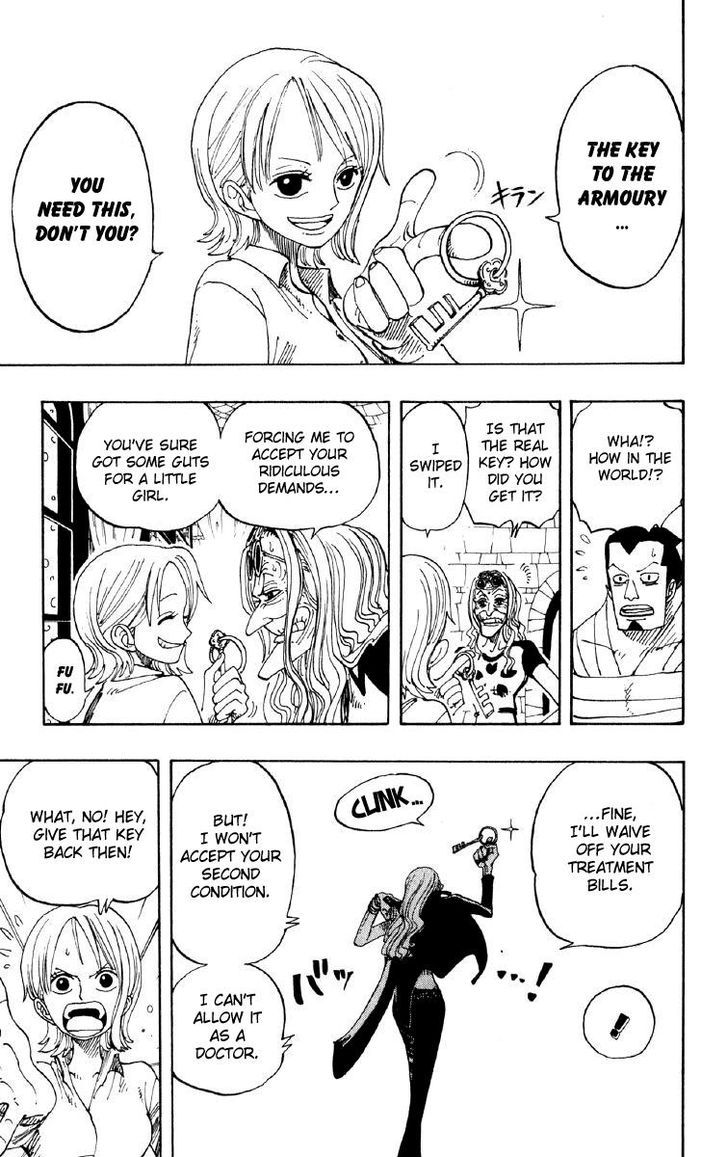 THE KEY
TO THE
ARMOURY
...
キラン
YOU
NEED THIS,
DON'T YOU?
WHA!?
HOW IN THE
WORLD!?
IS THAT
THE REAL
KEY? HOW
DID YOU
GET IT?
I
SWIPED
IT.
FORCING ME TO
ACCEPT YOUR
RIDICULOUS
DEMANDS...
YOU'VE SURE
GOT SOME GUTS
FOR A LITTLE
GIRL.
FU
FU.
...FINE,
I'LL WAIVE
OFF YOUR
TREATMENT
BILLS.
!
CLINK...
...!
バッ
BUT!
I WON'T
ACCEPT YOUR
SECOND
CONDITION.
I CAN'T
ALLOW IT
AS A
DOCTOR.
WHAT, NO! HEY,
GIVE THAT KEY
BACK THEN!